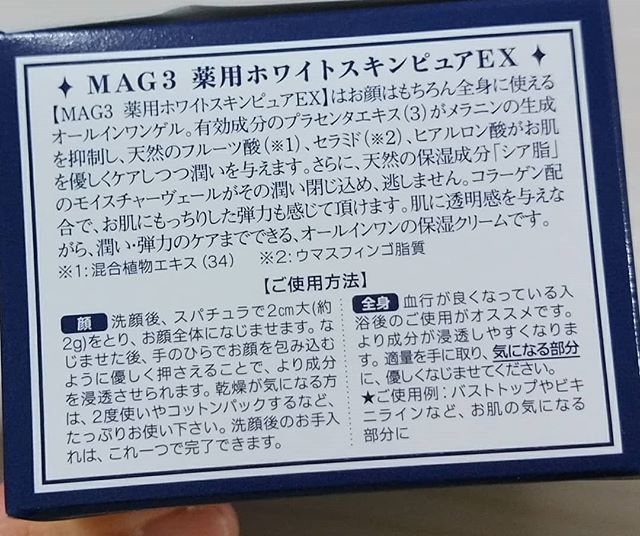 ✦ MAG3 薬用ホワイトスキンピュアEX ✦
【MAG3 薬用ホワイトスキンピュアEX】はお顔はもちろん全身に使える
オールインワンゲル。有効成分のプラセンタエキス(3)がメラニンの生成
を抑制し、天然のフルーツ酸(※1)、セラミド(※2)、ヒアルロン酸がお肌
を優しくケアしつつ潤いを与えます。さらに、天然の保湿成分「シア脂」
のモイスチャーヴェールがその潤い閉じ込め、逃しません。コラーゲン配
合で、お肌にもっちりした弾力も感じて頂けます。肌に透明感を与えな
がら、潤い・弾力のケアまでできる、オールインワンの保湿クリームです。
※1:混合植物エキス(34) ※2:ウマスフィンゴ脂質
【ご使用方法】
顔 洗顔後、スパチュラで2cm大(約
2g)をとり、お顔全体になじませます。な
じませた後、手のひらでお顔を包み込む
ように優しく押さえることで、より成分
を浸透させられます。乾燥が気になる方
は、2度使いやコットンパックするなど、
たっぷりお使い下さい。洗顔後のお手入
れは、これ一つで完了できます。
全身 血行が良くなっている入
浴後のご使用がオススメです。
より成分が浸透しやすくなりま
す。適量を手に取り、気になる部分
に、優しくなじませてください。
★ご使用例：バストトップやビキ
ニラインなど、お肌の気になる
部分に